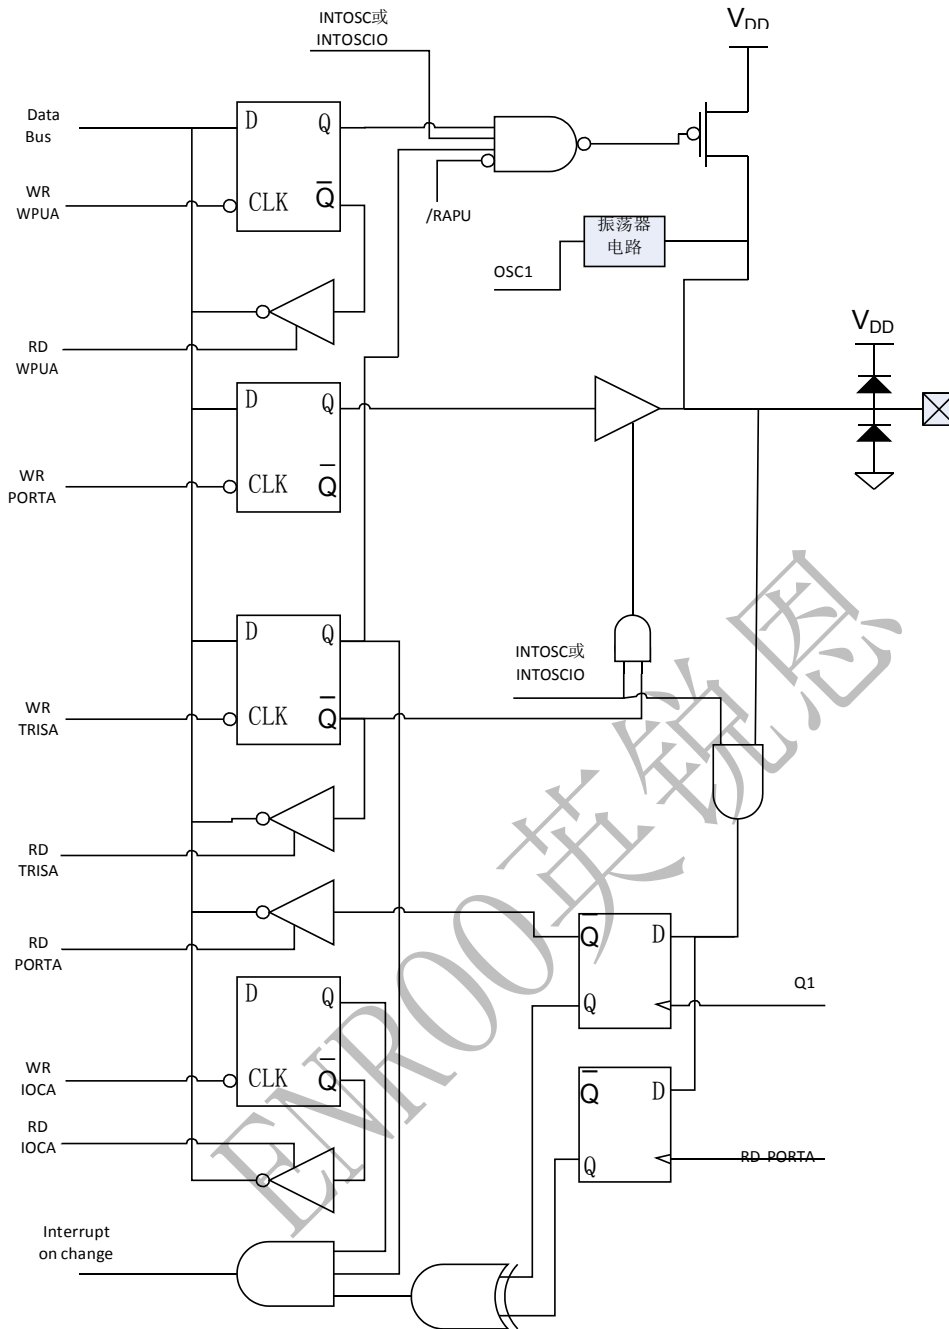 INTOSC或
INTOSCIO
VDD
Data
Bus
D
Q
WR
WPUA
CLK
Q
/RAPU
振荡器
电路
OSC1
RD
WPUA
VDD
D
Q
WR
PORTA
CLK
Q
D
Q
INTOSC或
INTOSCIO
WR
TRISA
CLK
Q
RD
TRISA
RD
PORTA
Q
D
Q
Q1
D
Q
WR
IOCA
CLK
Q
Q
D
RD
IOCA
Q
RD PORTA
Interrupt
on change
ENROO英锐恩